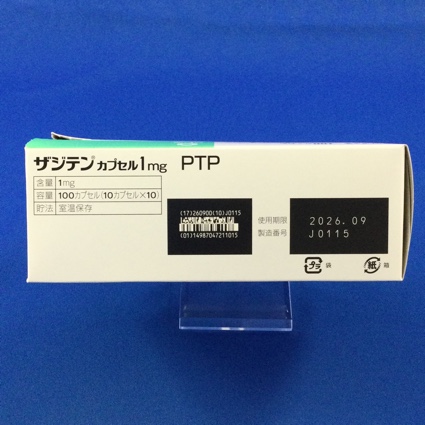 ザジテン® カプセル1mg PTP
含量 1mg
容量 100カプセル(10カプセル×10)
貯法 室温保存
(17)260900(10)J0115
(01)14987047211015
使用期限 2026.09
製造番号 J0115
プラ 袋 紙 箱